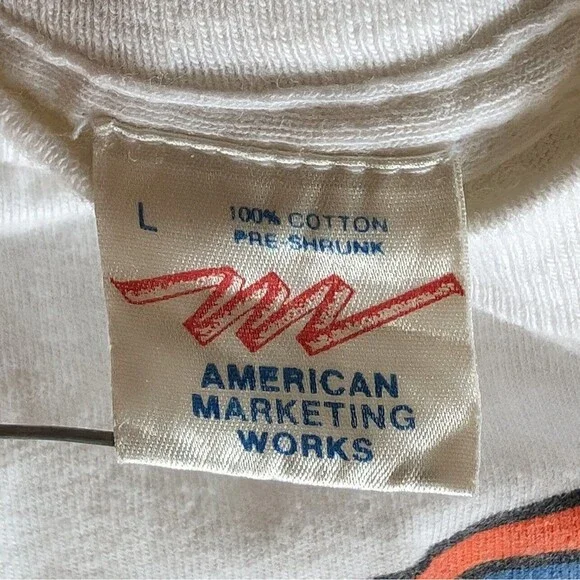 L 100% COTTON
PRE-SHRUNK
AMERICAN
MARKETING
WORKS